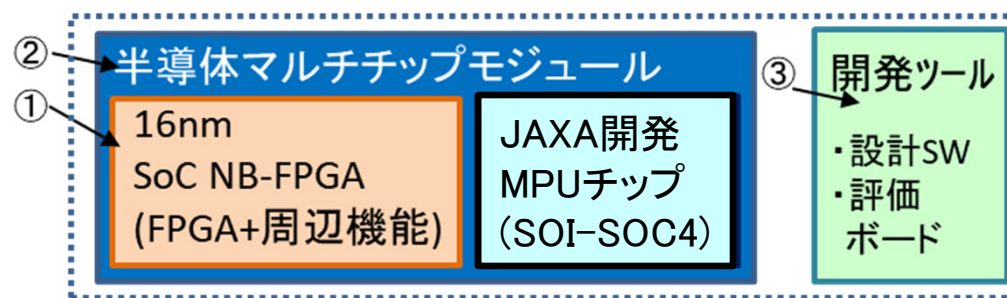 ②
半導体マルチチップモジュール
①
16nm
SoC NB-FPGA
(FPGA+周辺機能)
JAXA開発
MPUチップ
(SOI-SOC4)
③
開発ツール
・設計SW
・評価
ボード